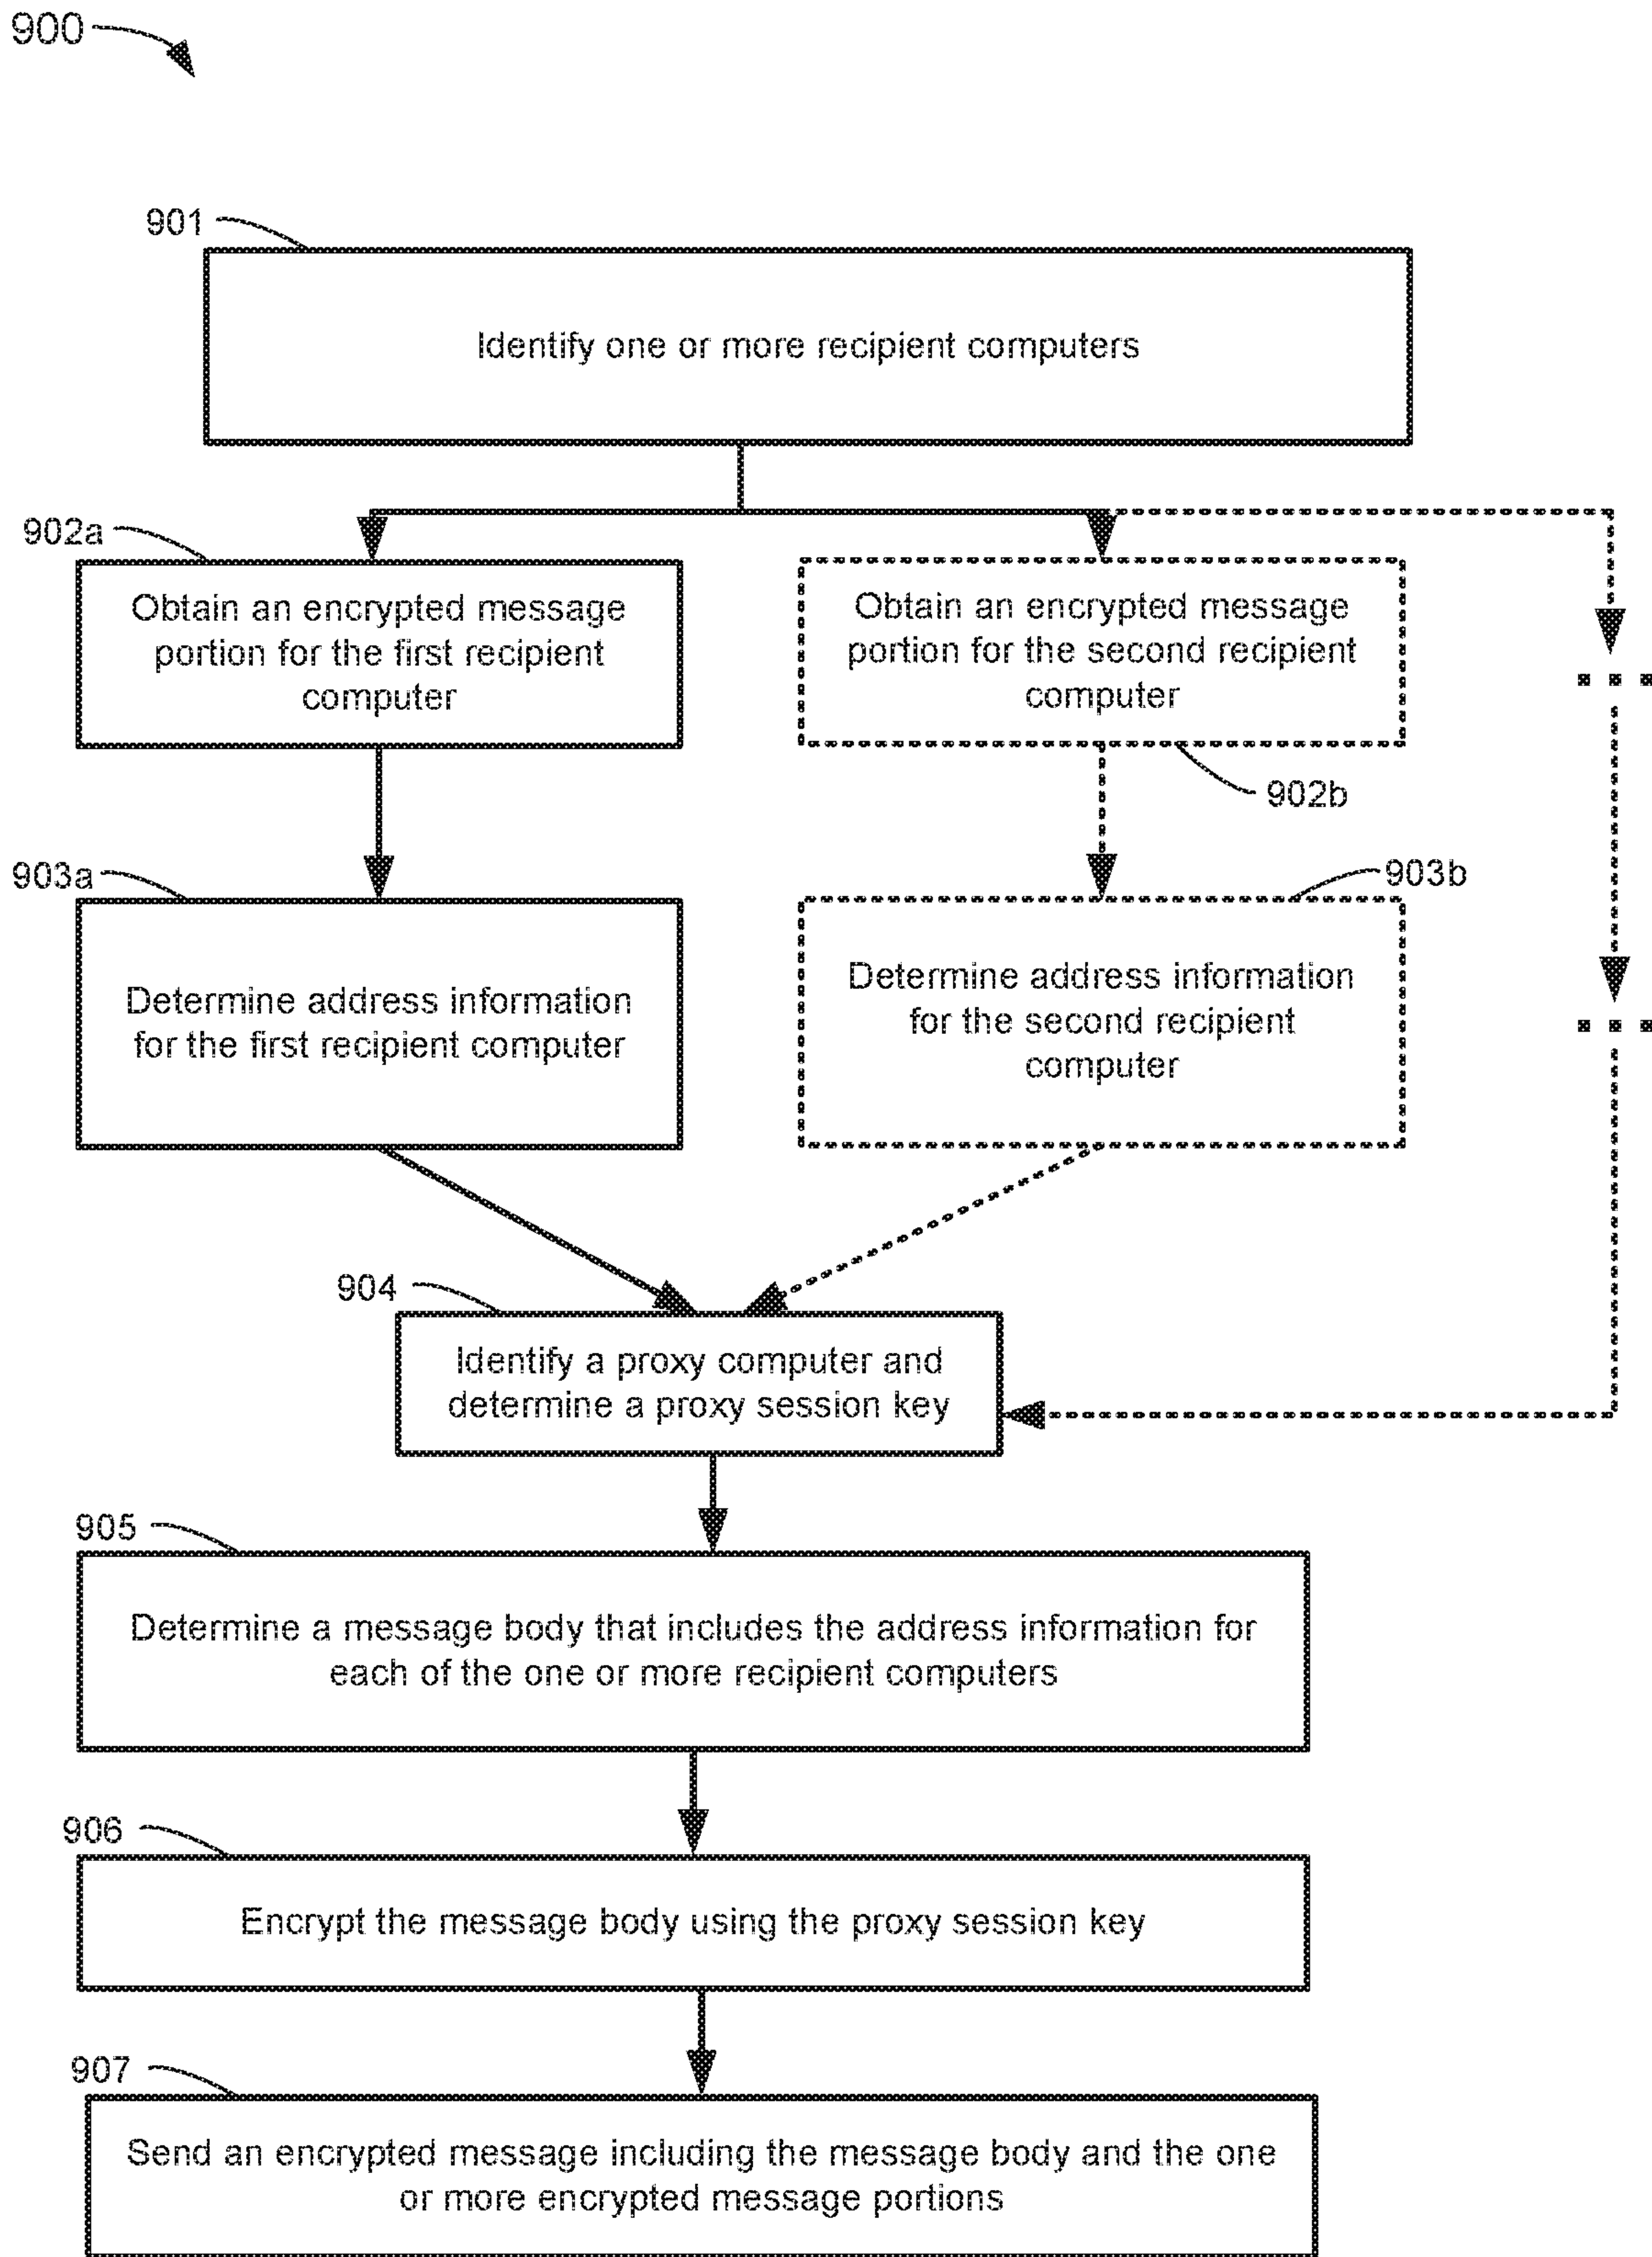 900
901
Identify one or more recipient computers
902a
Obtain an encrypted message
portion for the first recipient
computer
Obtain an encrypted message
portion for the second recipient
computer
902b
903a
903b
Determine address information
for the first recipient computer
Determine address information
for the second recipient
computer
904
Identify a proxy computer and
determine a proxy session key
905
Determine a message body that includes the address information for
each of the one or more recipient computers
906
Encrypt the message body using the proxy session key
907
Send an encrypted message including the message body and the one
or more encrypted message portions